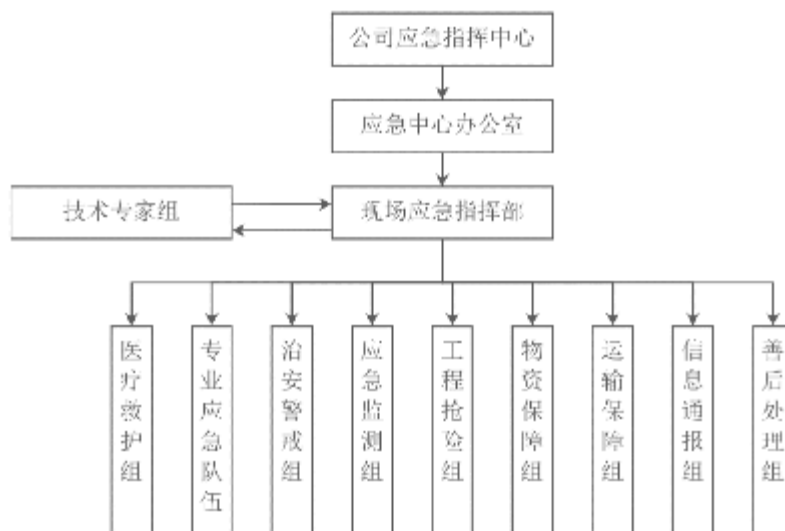 公司应急指挥中心
应急中心办公室
技术专家组
现场应急指挥部
医疗救护组
专业应急队伍
治安警戒组
应急监测组
工程抢险组
物资保障组
运输保障组
信息通报组
善后处理组